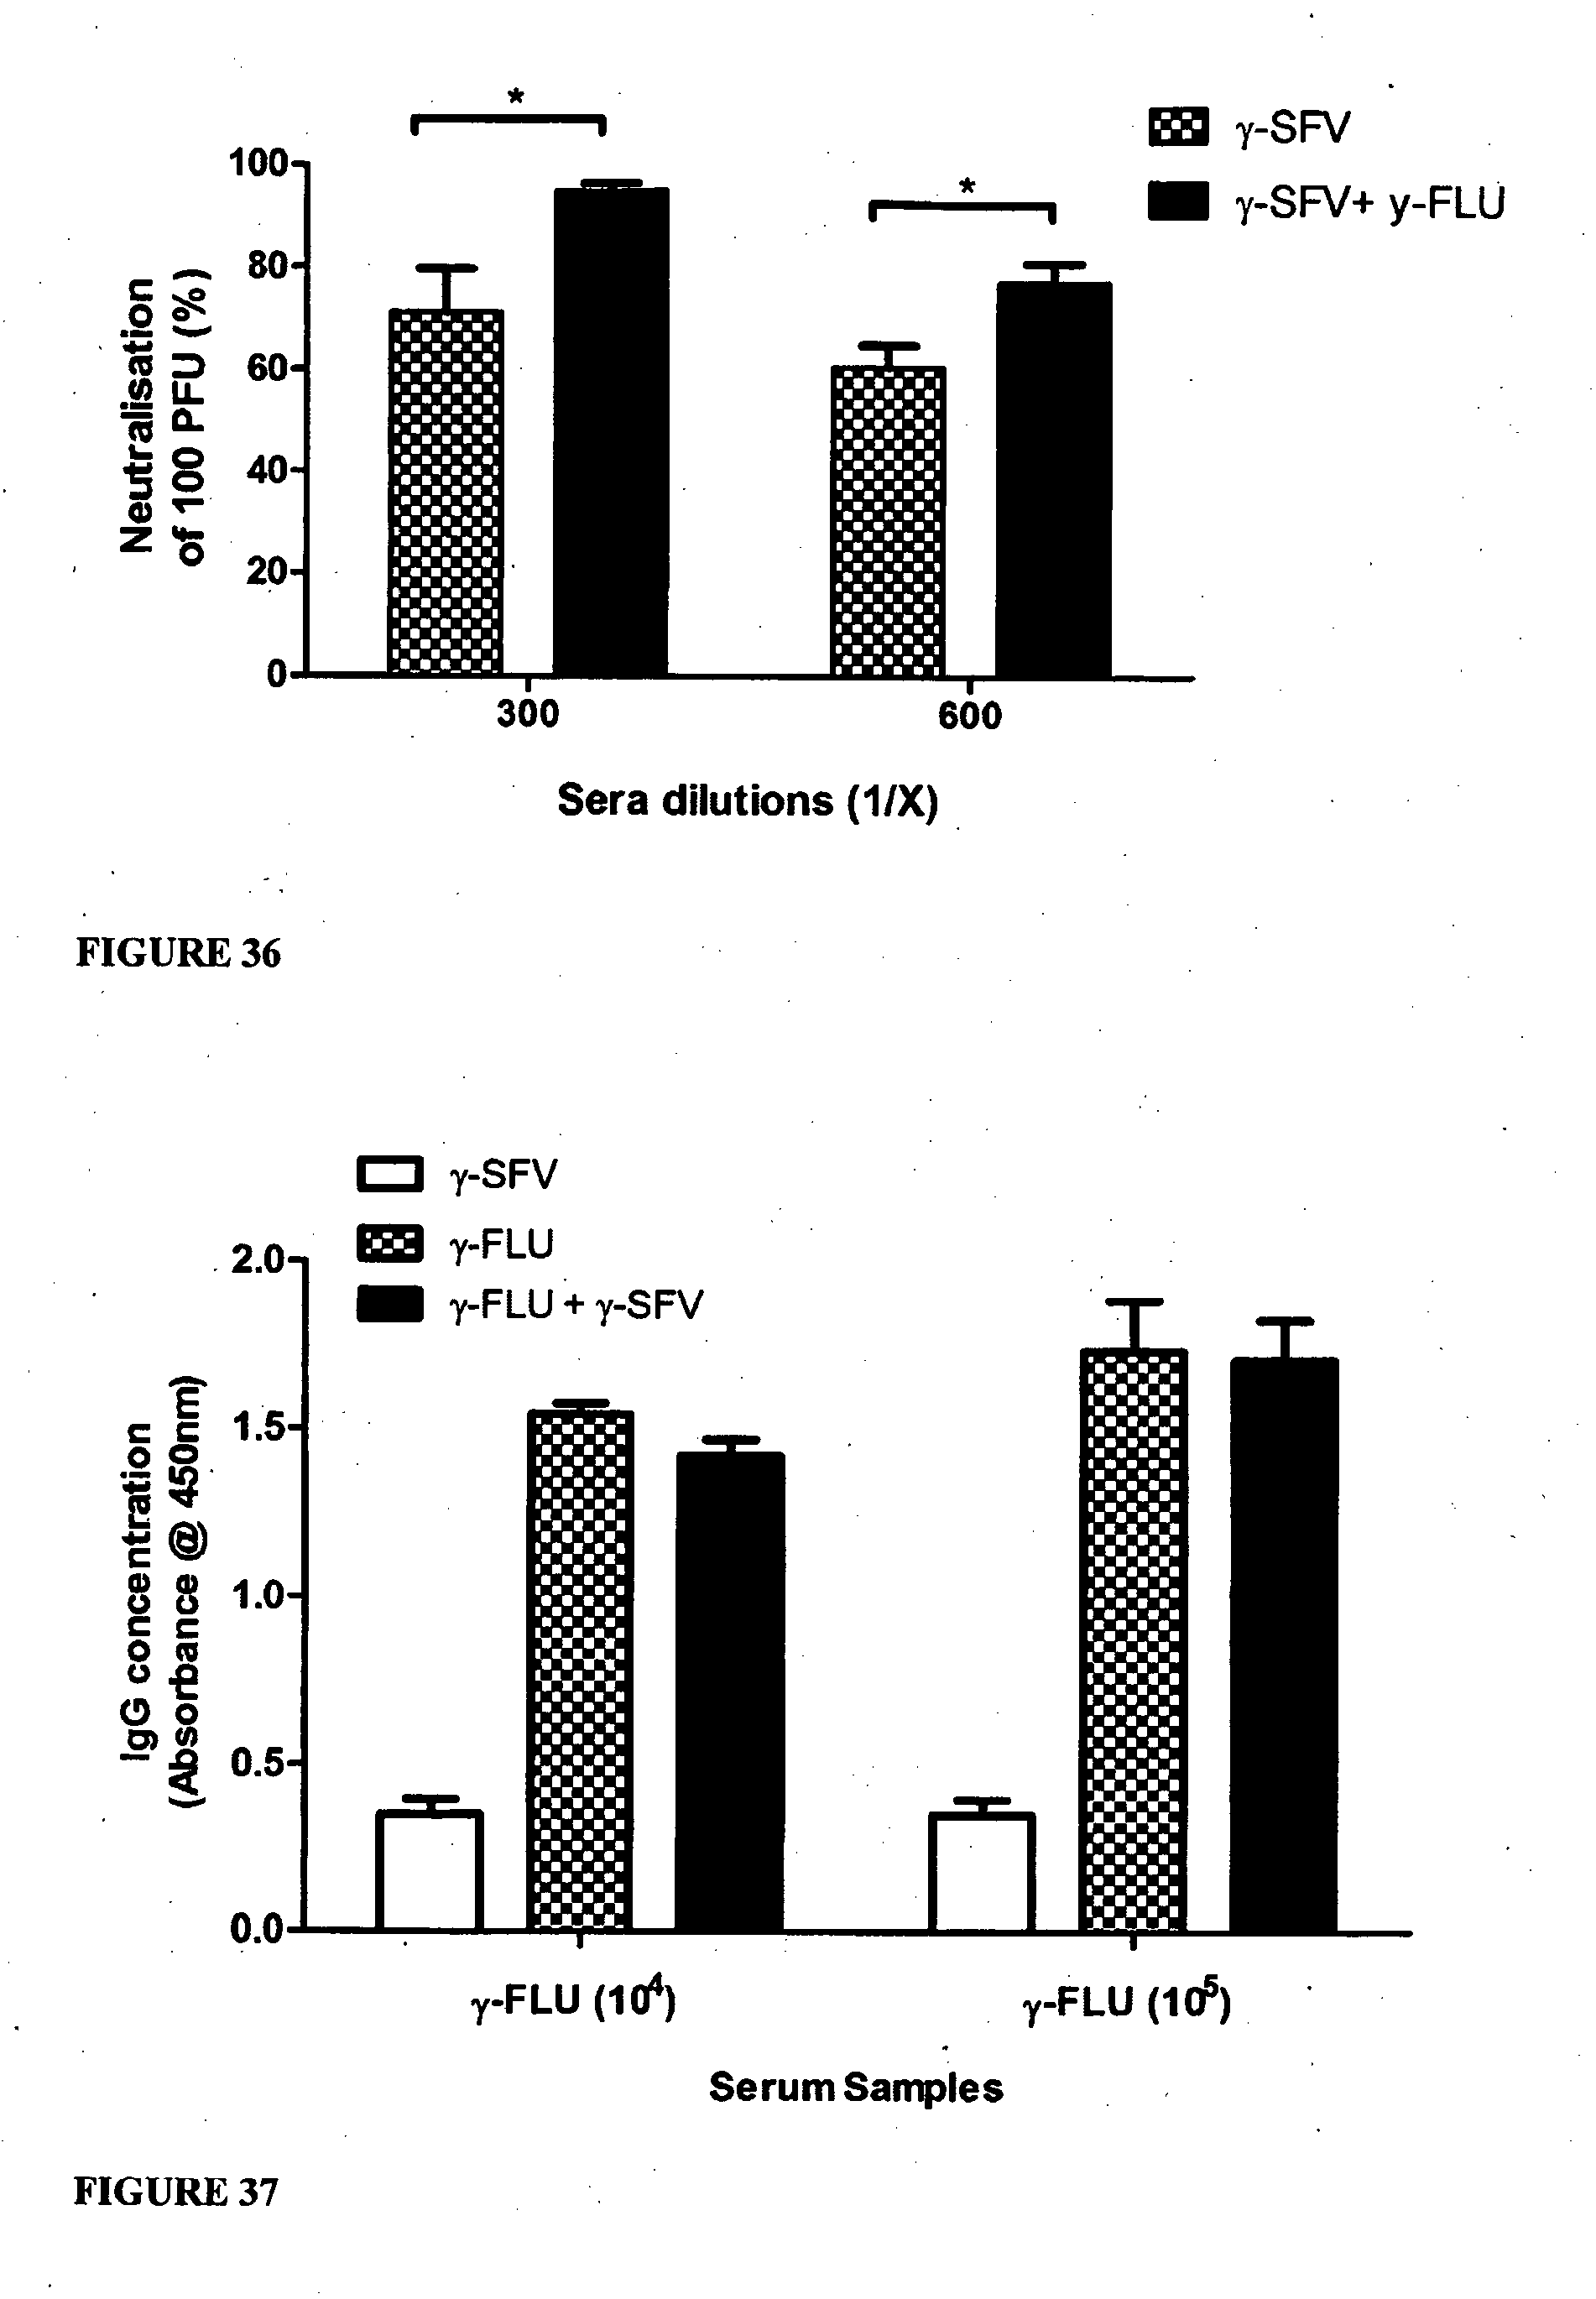 *
γ-SFV
*
γ-SFV+ y-FLU
100
80
60
40
20
0
Neutralisation
of 100 PFU (%)
300
600
Sera dilutions (1/X)
FIGURE 36
γ-SFV
γ-FLU
γ-FLU + γ-SFV
2.0
1.5
1.0
0.5
0.0
IgG concentration
(Absorbance @ 450nm)
γ-FLU (10⁴)
γ-FLU (10⁵)
Serum Samples
FIGURE 37